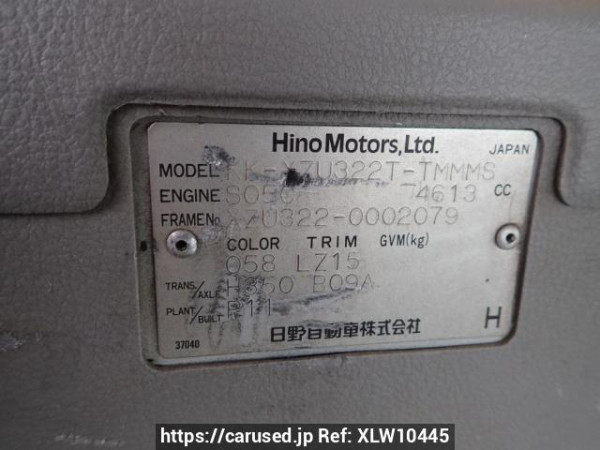 Hino Motors, Ltd. JAPAN
MODEL K-XZU322T-TMMMS
ENGINE S05C 74613 CC
FRAME No. XZU322-0002079
COLOR TRIM GVM(kg)
058 LZ15
TRANS./AXLE H350 B09A
PLANT/BUILT
日野自動車株式会社 H
37040
https://carused.jp Ref: XLW10445